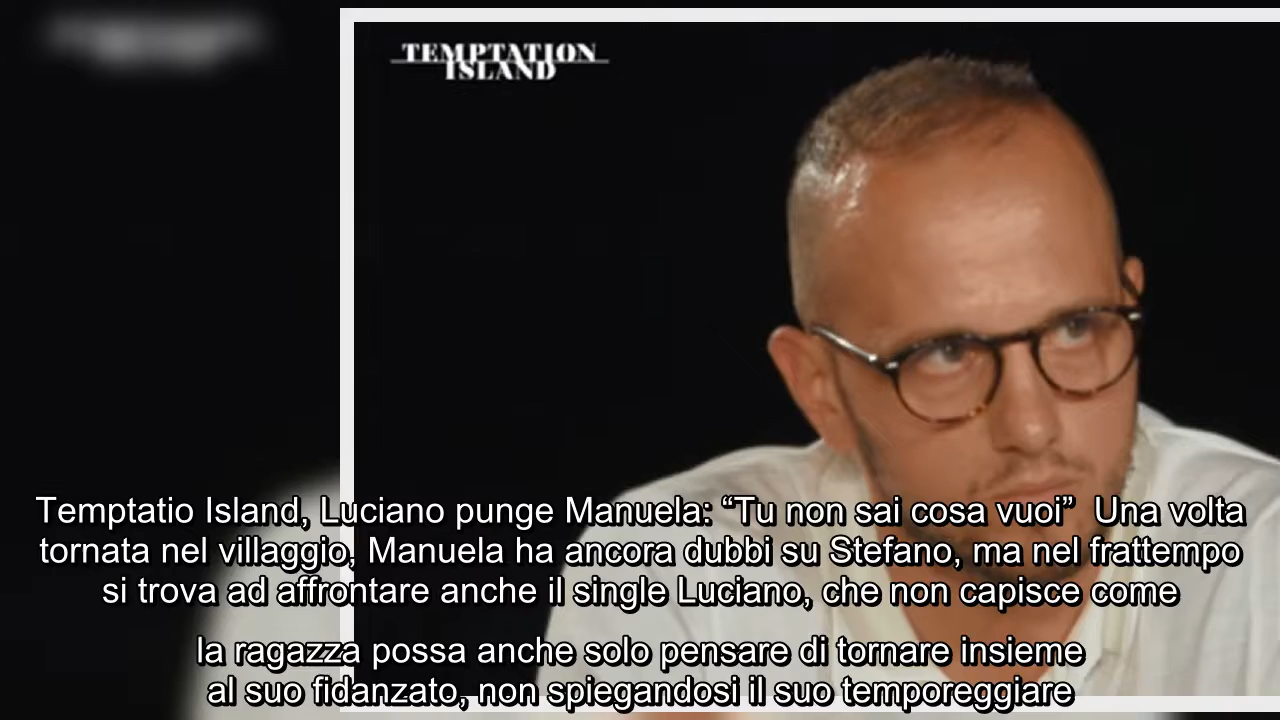 TEMPTATION
ISLAND
Temptatio Island, Luciano punge Manuela: “Tu non sai cosa vuoi”  Una volta
tornata nel villaggio, Manuela ha ancora dubbi su Stefano, ma nel frattempo
si trova ad affrontare anche il single Luciano, che non capisce come
la ragazza possa anche solo pensare di tornare insieme
al suo fidanzato, non spiegandosi il suo temporeggiare